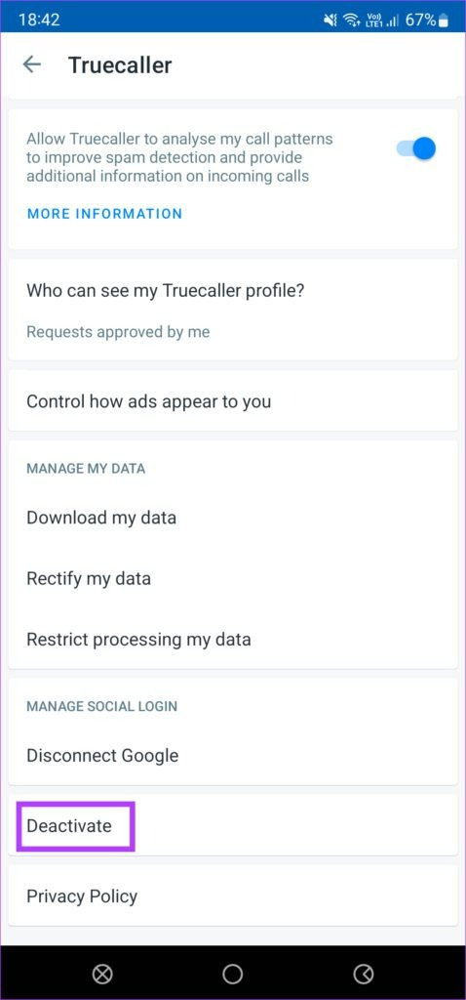 18:42
Vo)) LTE1 67%
Truecaller
Allow Truecaller to analyse my call patterns
to improve spam detection and provide
additional information on incoming calls
MORE INFORMATION
Who can see my Truecaller profile?
Requests approved by me
Control how ads appear to you
MANAGE MY DATA
Download my data
Rectify my data
Restrict processing my data
MANAGE SOCIAL LOGIN
Disconnect Google
Deactivate
Privacy Policy